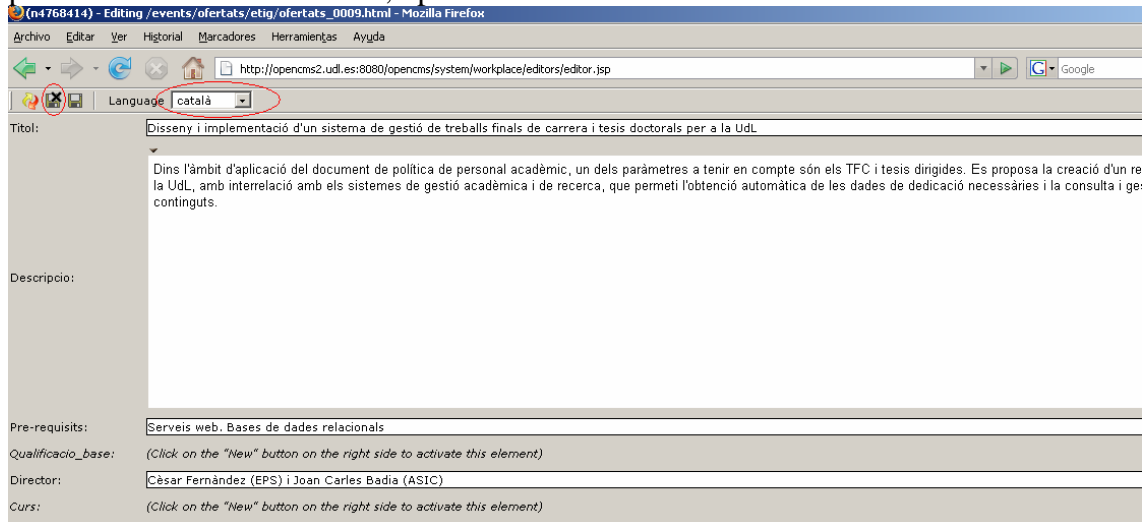 (n4768414) - Editing /events/ofertats/etig/ofertats_0009.html - Mozilla Firefox
Archivo Editar Ver Historial Marcadores Herramientas Ayuda
http://opencms2.udl.es:8080/opencms/system/workplace/editors/editor.jsp
Google
Language català
Titol: Disseny i implementació d'un sistema de gestió de treballs finals de carrera i tesis doctorals per a la UdL
Dins l'àmbit d'aplicació del document de política de personal acadèmic, un dels paràmetres a tenir en compte són els TFC i tesis dirigides. Es proposa la creació d'un re
la UdL, amb interrelació amb els sistemes de gestió acadèmica i de recerca, que permeti l'obtenció automàtica de les dades de dedicació necessàries i la consulta i ges
continguts.
Descripcio:
Pre-requisits: Serveis web. Bases de dades relacionals
Qualificacio_base: (Click on the "New" button on the right side to activate this element)
Director: Cèsar Fernàndez (EPS) i Joan Carles Badia (ASIC)
Curs: (Click on the "New" button on the right side to activate this element)